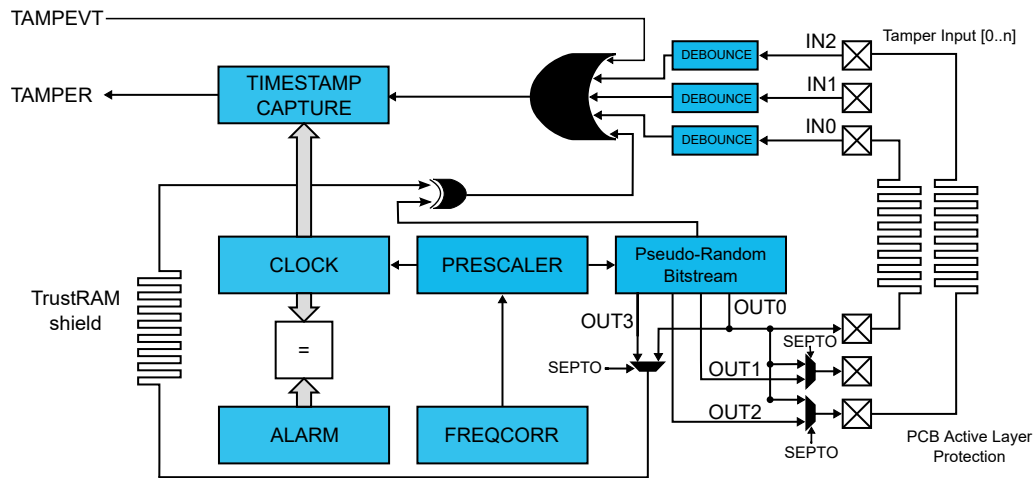 TAMPEVT
IN2
Tamper Input [0..n]
DEBOUNCE
TIMESTAMP
CAPTURE
TAMPER
DEBOUNCE
IN1
DEBOUNCE
IN0
CLOCK
PRESCALER
Pseudo-Random
Bitstream
TrustRAM
shield
OUT3
OUT0
SEPTO
=
SEPTO
OUT1
OUT2
ALARM
FREQCORR
SEPTO
PCB Active Layer
Protection